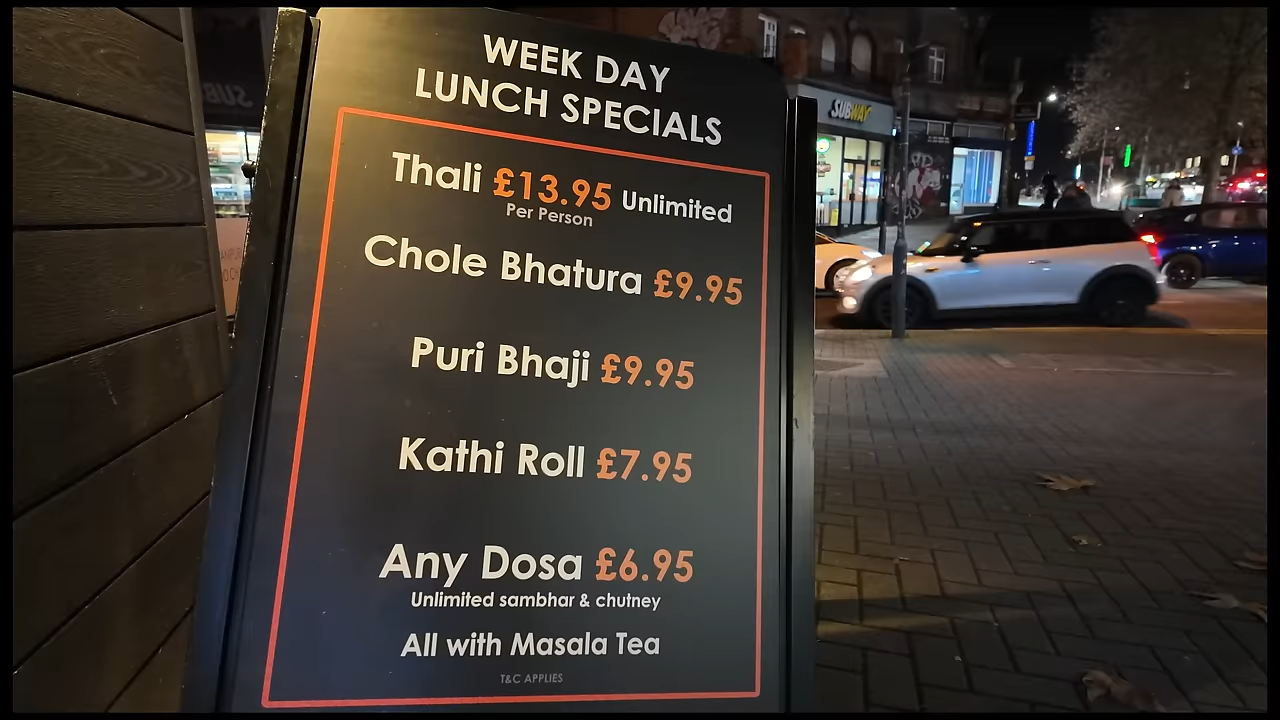 WEEK DAY
LUNCH SPECIALS
Thali £13.95 Unlimited
Per Person
Chole Bhatura £9.95
Puri Bhaji £9.95
Kathi Roll £7.95
Any Dosa £6.95
Unlimited sambhar & chutney
All with Masala Tea
T&C APPLIES
SUBWAY